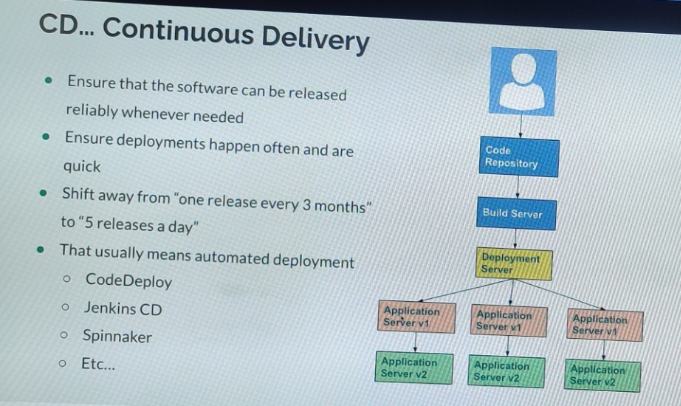 CD... Continuous Delivery
Ensure that the software can be released
reliably whenever needed
Ensure deployments happen often and are
quick
Shift away from “one release every 3 months”
to “5 releases a day”
That usually means automated deployment
CodeDeploy
Jenkins CD
Spinnaker
Etc...
Code
Repository
Build Server
Deployment
Server
Application
Server v1
Application
Server v1
Application
Server v1
Application
Server v2
Application
Server v2
Application
Server v2